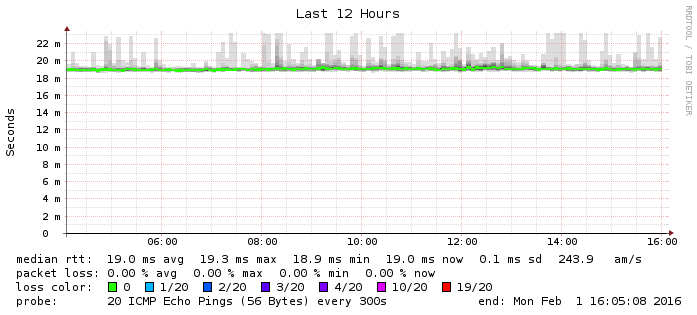 Last 12 Hours
RRDTOOL / TOBI OETIKER
Seconds
22 m
20 m
18 m
16 m
14 m
12 m
10 m
8 m
6 m
4 m
2 m
0
06:00 08:00 10:00 12:00 14:00 16:00
median rtt: 19.0 ms avg 19.3 ms max 18.9 ms min 19.0 ms now 0.1 ms sd 243.9 am/s
packet loss: 0.00 % avg 0.00 % max 0.00 % min 0.00 % now
loss color: 0 1/20 2/20 3/20 4/20 10/20 19/20
probe: 20 ICMP Echo Pings (56 Bytes) every 300s end: Mon Feb 1 16:05:08 2016